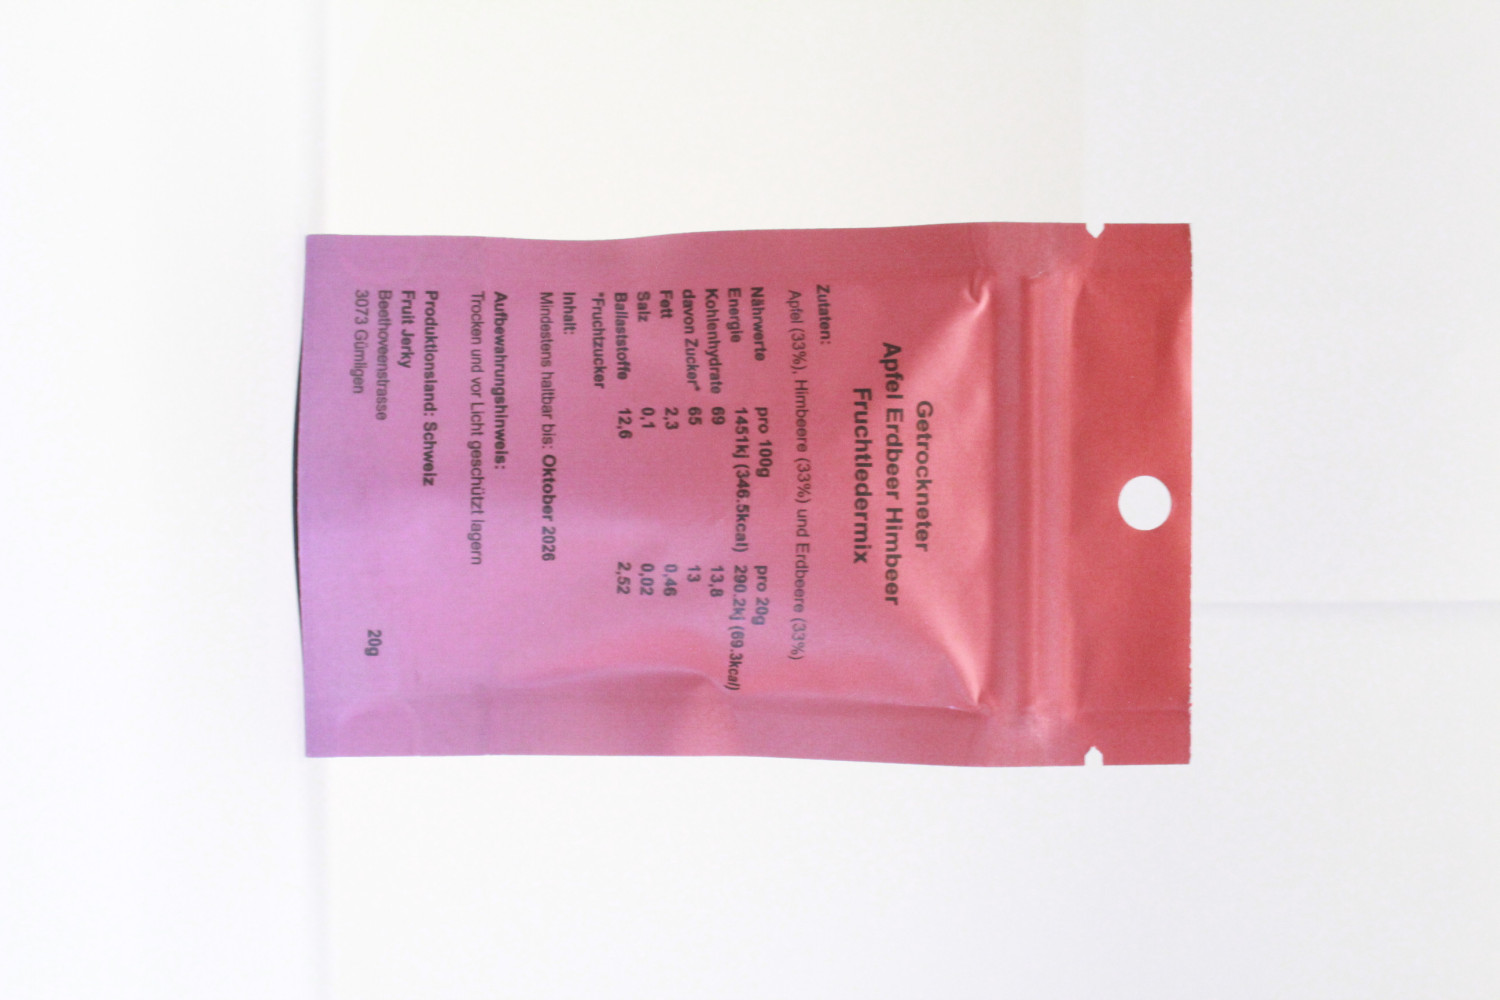 Getrockneter
Apfel Erdbeer Himbeer
Fruchtledermix
Zutaten:
Apfel (33%), Himbeere (33%) und Erdbeere (33%)
Nährwerte pro 100g pro 20g
Energie 1451kj (346.5kcal) 290.2kj (69.3kcal)
Kohlenhydrate 69 13,8
davon Zucker* 65 13
Fett 2,3 0,46
Salz 0,1 0,02
Ballaststoffe 12,6 2,52
*Fruchtzucker
Inhalt:
Mindestens haltbar bis: Oktober 2026
Aufbewahrungshinweis:
Trocken und vor Licht geschützt lagern
Produktionsland: Schweiz
Fruit Jerky
Beethoveenstrasse
3073 Gümligen 20g